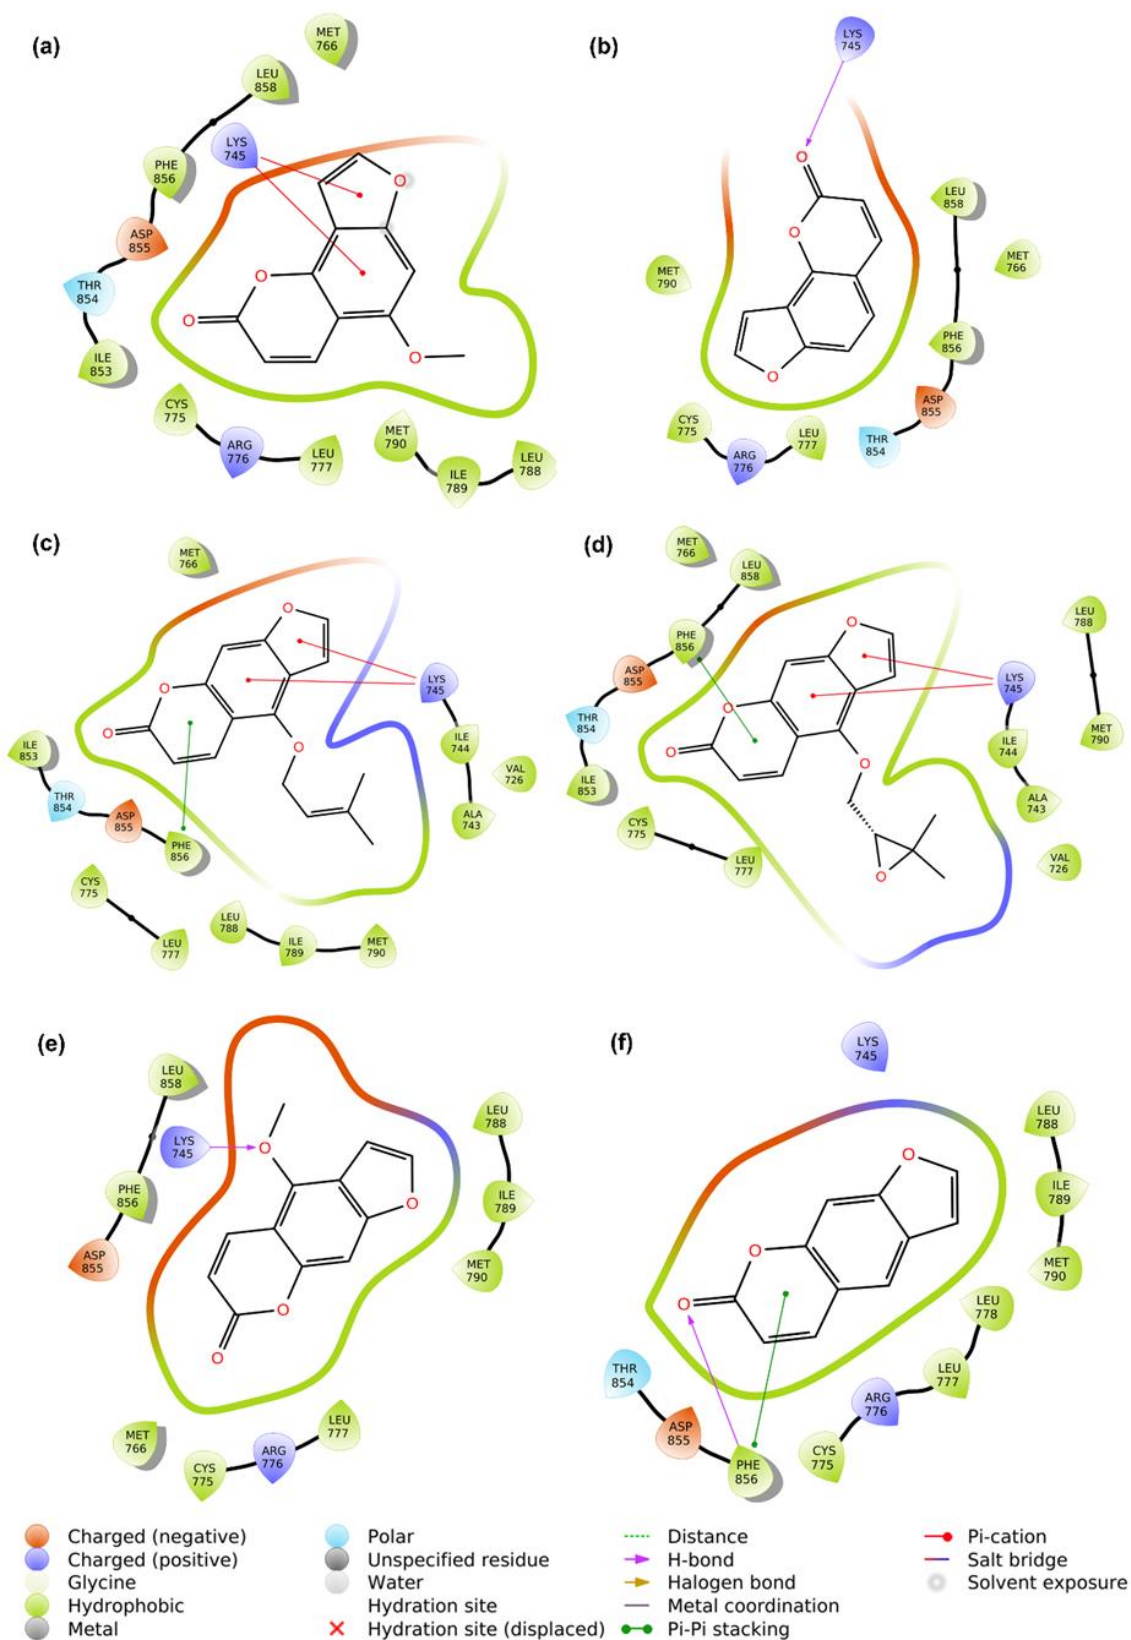 (a)
MET
766
LEU
858
LYS
745
PHE
856
ASP
855
THR
854
ILE
853
O
O
O
O
CYS
775
ARG
776
LEU
777
MET
790
ILE
789
LEU
788
(b)
LYS
745
O
O
O
LEU
858
MET
766
MET
790
PHE
856
ASP
855
THR
854
CYS
775
ARG
776
LEU
777
(c)
MET
766
O
O
O
O
LYS
745
ILE
744
VAL
726
ALA
743
ILE
853
THR
854
ASP
855
PHE
856
CYS
775
LEU
777
LEU
788
ILE
789
MET
790
(d)
MET
766
LEU
858
PHE
856
ASP
855
THR
854
ILE
853
O
O
O
O
O
LEU
788
LYS
745
MET
790
ILE
744
ALA
743
VAL
726
CYS
775
LEU
777
(e)
LEU
858
LYS
745
PHE
856
ASP
855
O
O
O
O
LEU
788
ILE
789
MET
790
MET
766
CYS
775
ARG
776
LEU
777
(f)
LYS
745
O
O
O
LEU
788
ILE
789
MET
790
LEU
778
LEU
777
ARG
776
CYS
775
THR
854
ASP
855
PHE
856
Charged (negative)
Charged (positive)
Glycine
Hydrophobic
Metal
Polar
Unspecified residue
Water
Hydration site
Hydration site (displaced)
Distance
H-bond
Halogen bond
Metal coordination
Pi-Pi stacking
Pi-cation
Salt bridge
Solvent exposure